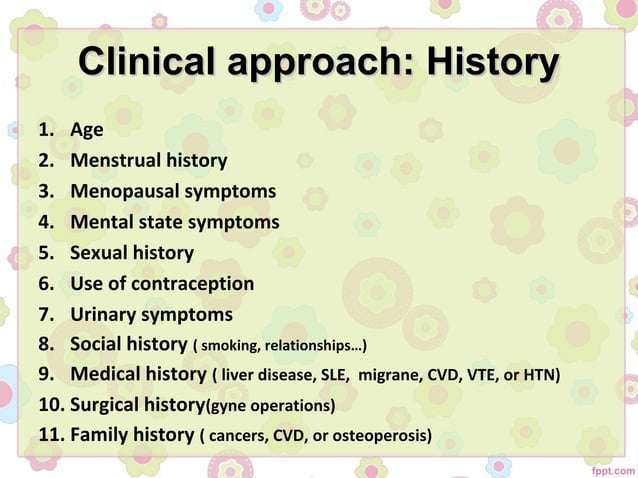 Clinical approach: History
1. Age
2. Menstrual history
3. Menopausal symptoms
4. Mental state symptoms
5. Sexual history
6. Use of contraception
7. Urinary symptoms
8. Social history ( smoking, relationships…)
9. Medical history ( liver disease, SLE, migrane, CVD, VTE, or HTN)
10. Surgical history(gyne operations)
11. Family history ( cancers, CVD, or osteoperosis)
fppt.com